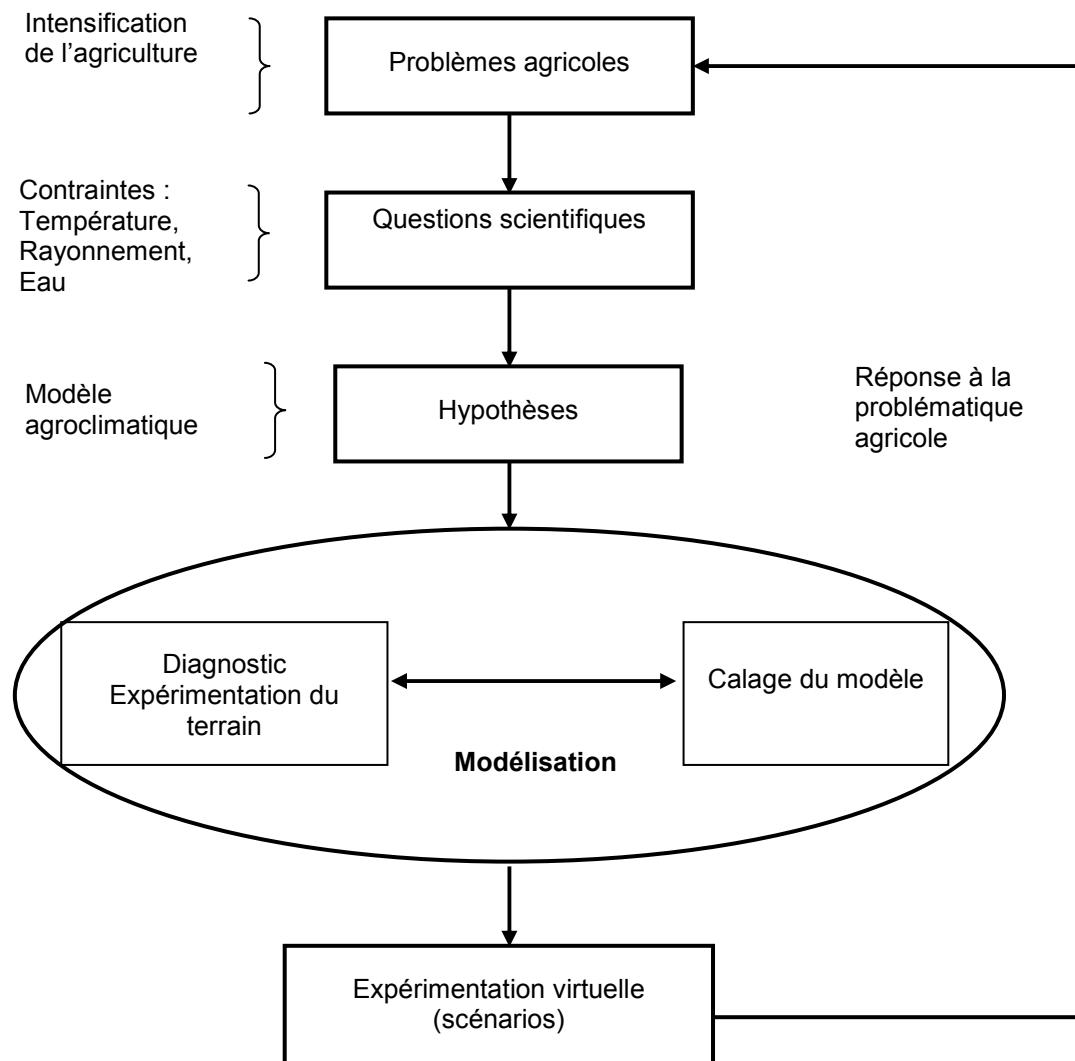 Intensification
de l’agriculture
Problèmes agricoles
Contraintes :
Température,
Rayonnement,
Eau
Questions scientifiques
Modèle
agroclimatique
Hypothèses
Réponse à la
problématique
agricole
Diagnostic
Expérimentation du
terrain
Calage du modèle
Modélisation
Expérimentation virtuelle
(scénarios)